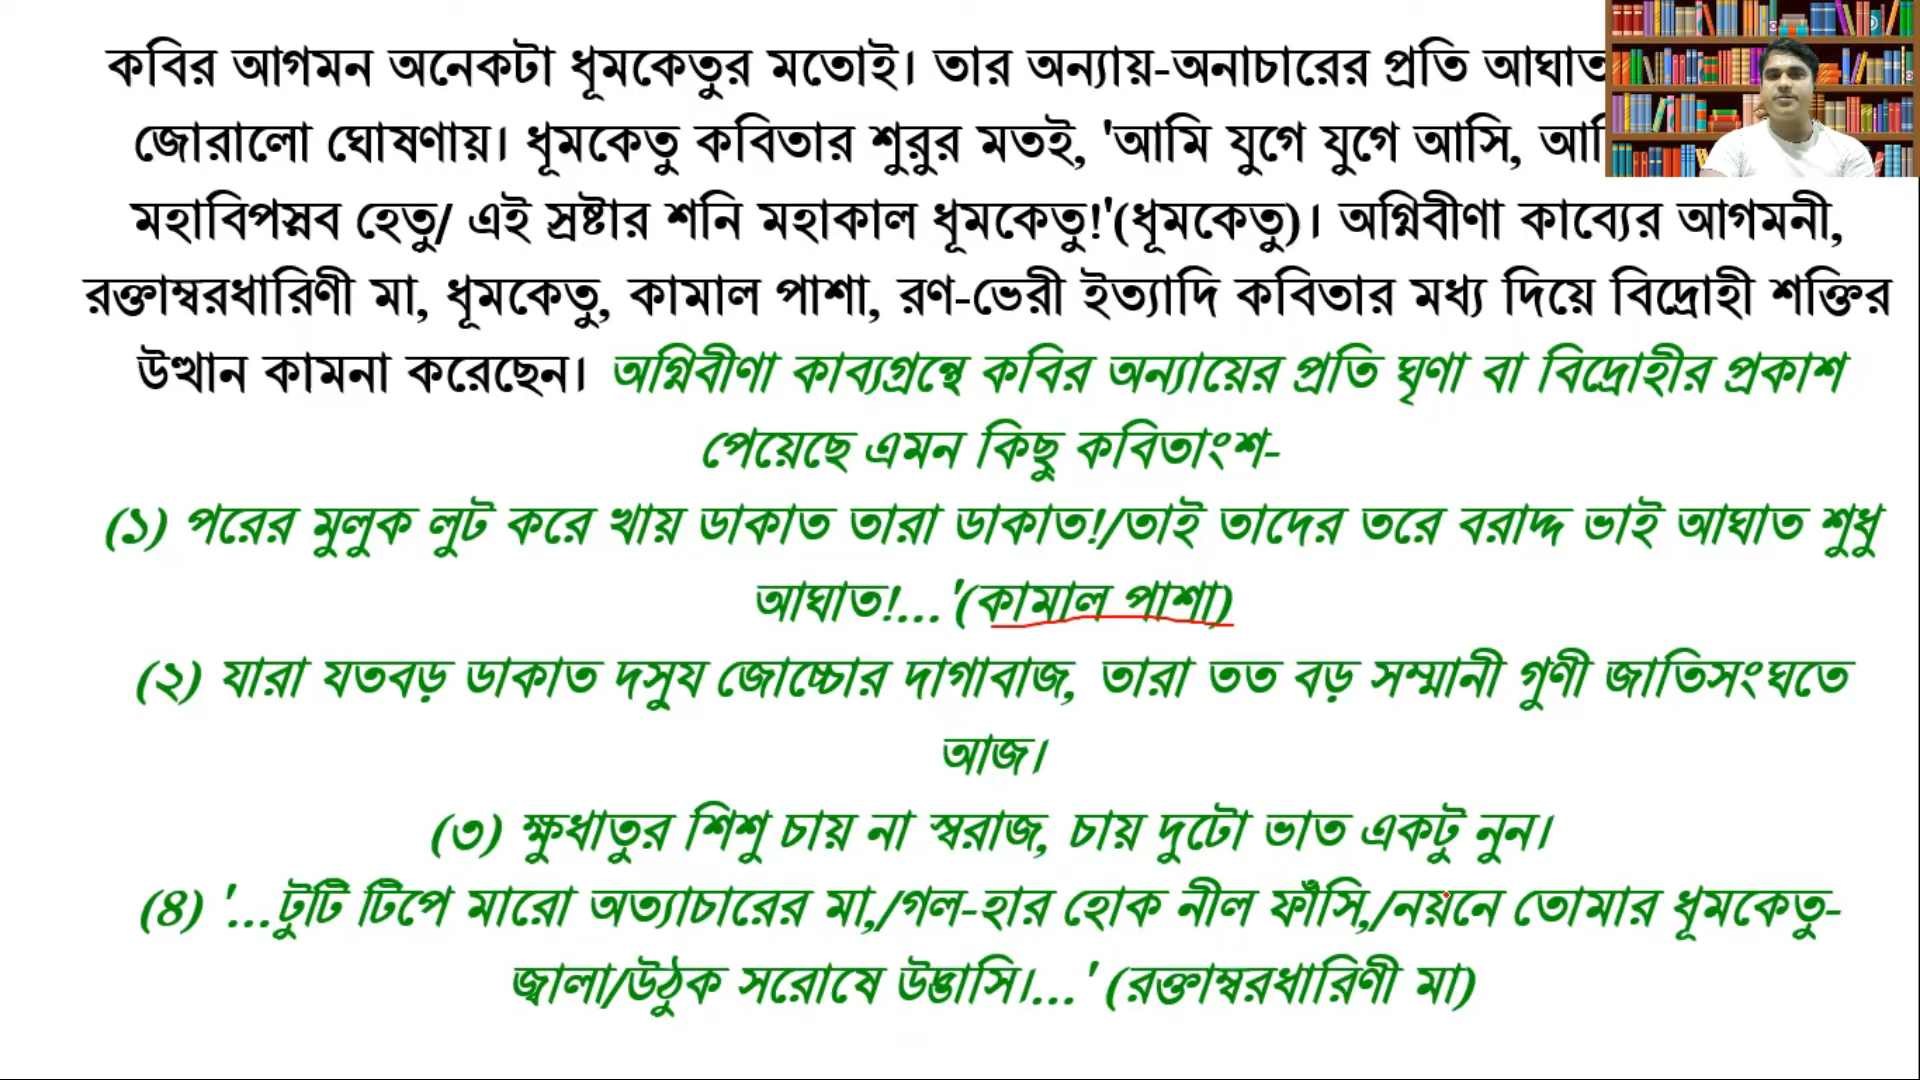 কবির আগমন অনেকটা ধূমকেতুর মতোই। তার অন্যায়-অনাচারের প্রতি আঘাত
জোরালো ঘোষণায়। ধূমকেতু কবিতার শুরুর মতই, 'আমি যুগে যুগে আসি,
মহাবিপস্নব হেতু/ এই স্রষ্টার শনি মহাকাল ধূমকেতু!'(ধূমকেতু)। অগ্নিবীণা কাব্যের আগমনী,
রক্তাম্বরধারিণী মা, ধূমকেতু, কামাল পাশা, রণ-ভেরী ইত্যাদি কবিতার মধ্য দিয়ে বিদ্রোহী শক্তির
উত্থান কামনা করেছেন। অগ্নিবীণা কাব্যগ্রন্থে কবির অন্যায়ের প্রতি ঘৃণা বা বিদ্রোহীর প্রকাশ
পেয়েছে এমন কিছু কবিতাংশ-
(১) পরের মুলুক লুট করে খায় ডাকাত তারা ডাকাত!/তাই তাদের তরে বরাদ্দ ভাই আঘাত শুধু
আঘাত!...'(কামাল পাশা)
(২) যারা যতবড় ডাকাত দসু্য জোচ্চোর দাগাবাজ, তারা তত বড় সম্মানী গুণী জাতিসংঘতে
আজ।
(৩) ক্ষুধাতুর শিশু চায় না স্বরাজ, চায় দুটো ভাত একটু নুন।
(৪) '...টুটি টিপে মারো অত্যাচারের মা,/গল-হার হোক নীল ফাঁসি,/নয়নে তোমার ধূমকেতু-
জ্বালা/উঠুক সরোষে উদ্ভাসি।...' (রক্তাম্বরধারিণী মা)